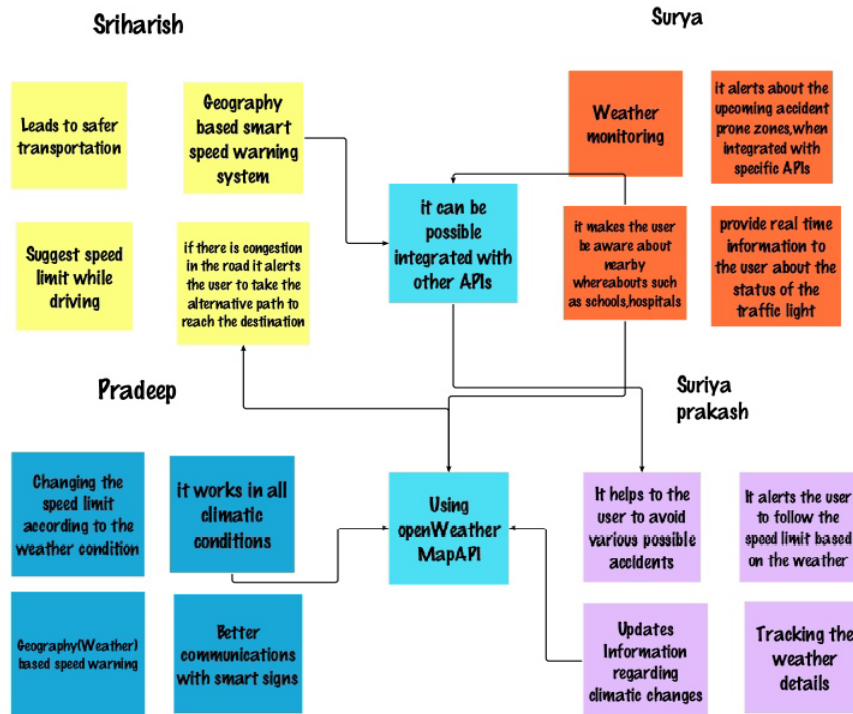 Sriharish
Surya
Leads to safer
transportation
Geography
based smart
speed warning
system
Weather
monitoring
it alerts about the
upcoming accident
prone zones,when
integrated with
specific APIs
it can be
possible
integrated with
other APIs
Suggest speed
limit while
driving
if there is congestion
in the road it alerts
the user to take the
alternative path to
reach the destination
it makes the user
be aware about
nearby
whereabouts such
as schools,hospitals
provide real time
information to
the user about the
status of the
traffic light
Pradeep
Suriya
prakash
Changing the
speed limit
according to the
weather condition
it works in all
climatic
conditions
Using
openWeather
MapAPI
It helps to the
user to avoid
various possible
accidents
It alerts the user
to follow the
speed limit based
on the weather
Geography(Weather)
based speed warning
Better
communications
with smart signs
Updates
Information
regarding
climatic changes
Tracking the
weather
details